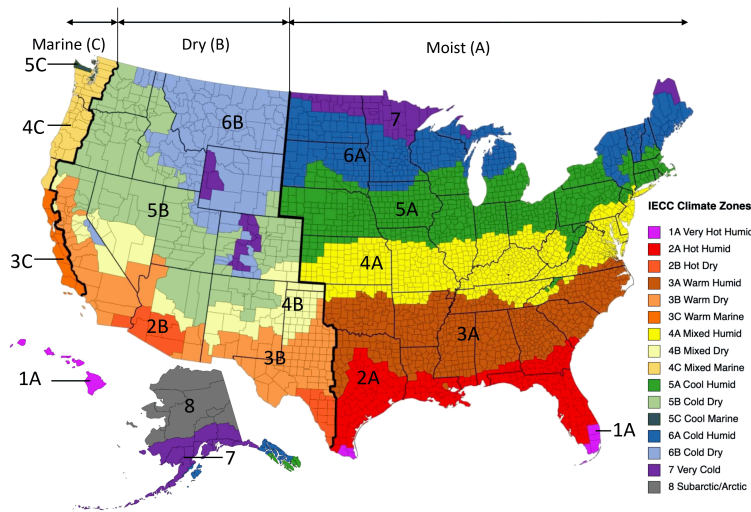 Marine (C)
Dry (B)
Moist (A)
5C
4C
6B
7
6A
5B
5A
3C
4A
4B
2B
3B
3A
2A
1A
8
7
1A
IECC Climate Zones
1A Very Hot Humid
2A Hot Humid
2B Hot Dry
3A Warm Humid
3B Warm Dry
3C Warm Marine
4A Mixed Humid
4B Mixed Dry
4C Mixed Marine
5A Cool Humid
5B Cold Dry
5C Cool Marine
6A Cold Humid
6B Cold Dry
7 Very Cold
8 Subarctic/Arctic